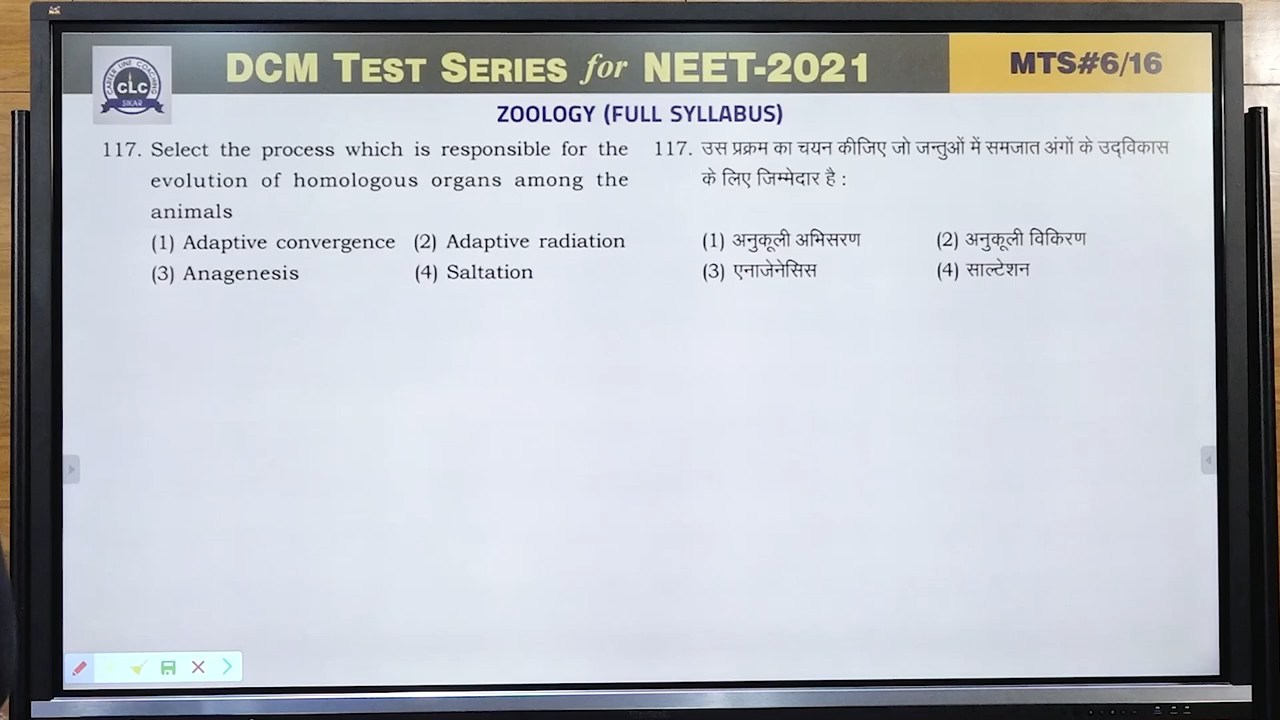 DCM TEST SERIES for NEET-2021
MTS#6/16
CAREER LINE COACHING
CLC
SIKAR
ZOOLOGY (FULL SYLLABUS)
117. Select the process which is responsible for the
evolution of homologous organs among the
animals
(1) Adaptive convergence (2) Adaptive radiation
(3) Anagenesis (4) Saltation
117. उस प्रक्रम का चयन कीजिए जो जन्तुओं में समजात अंगों के उद्विकास
के लिए जिम्मेदार है :
(1) अनुकूली अभिसरण (2) अनुकूली विकिरण
(3) एनाजेनेसिस (4) साल्टेशन